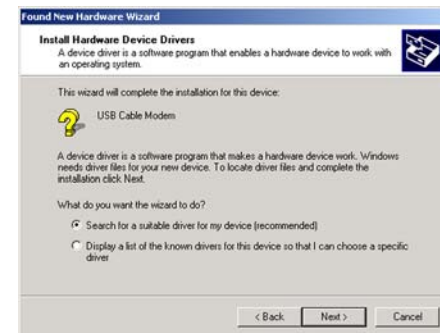 Found New Hardware Wizard
Install Hardware Device Drivers
A device driver is a software program that enables a hardware device to work with
an operating system.
This wizard will complete the installation for this device:
USB Cable Modem
A device driver is a software program that makes a hardware device work. Windows
needs driver files for your new device. To locate driver files and complete the
installation click Next.
What do you want the wizard to do?
Search for a suitable driver for my device (recommended)
Display a list of the known drivers for this device so that I can choose a specific
driver
< Back Next > Cancel